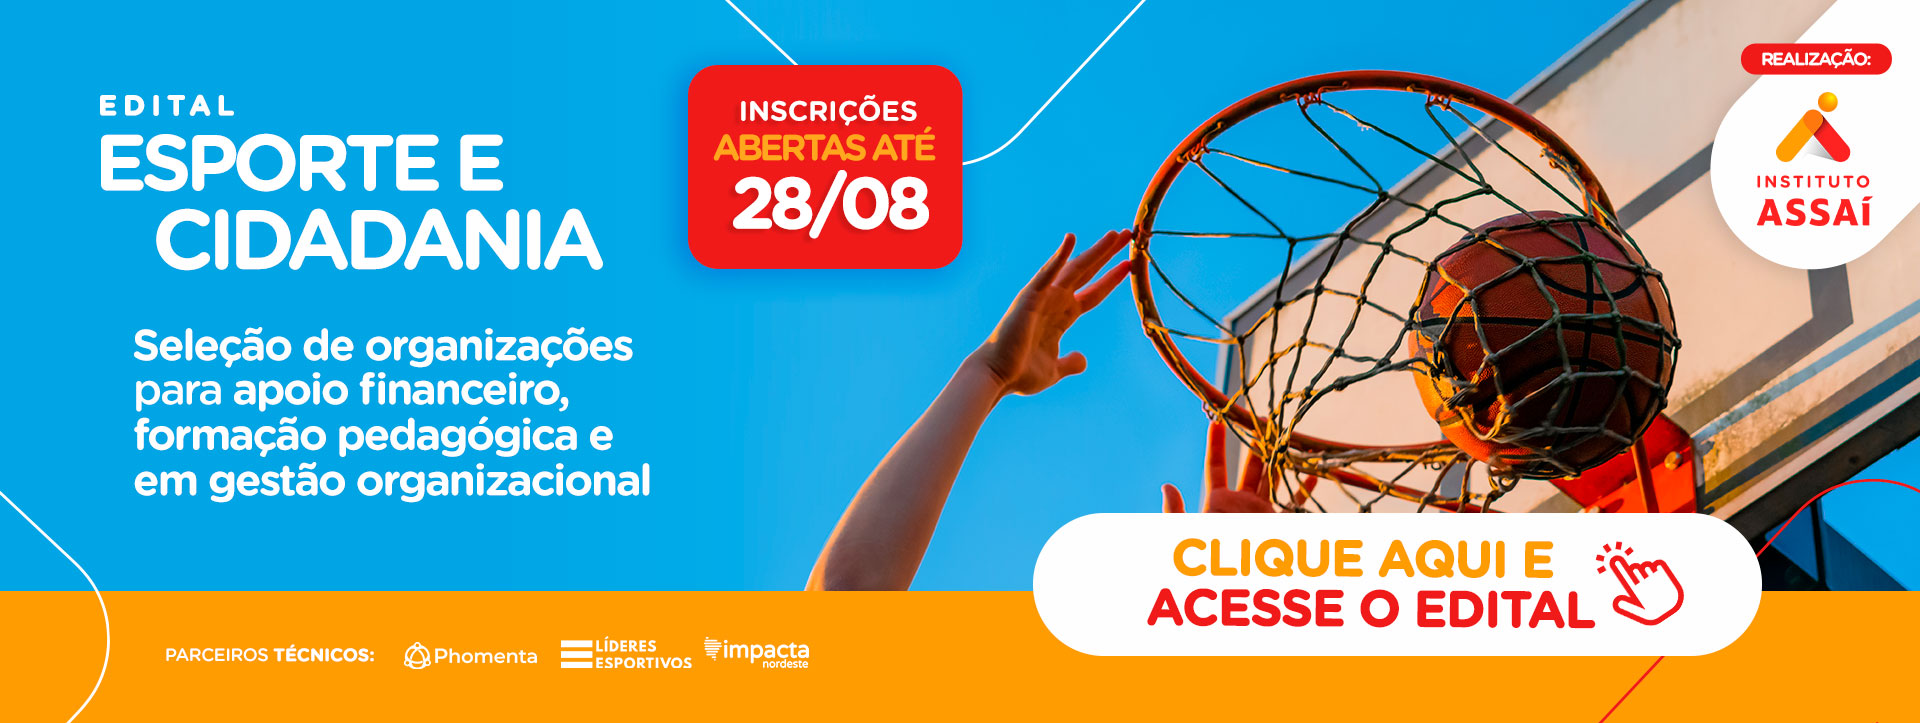 EDITAL
ESPORTE E
CIDADANIA
Seleção de organizações
para apoio financeiro,
formação pedagógica e
em gestão organizacional
INSCRIÇÕES
ABERTAS ATÉ
28/08
REALIZAÇÃO:
INSTITUTO
ASSAÍ
CLIQUE AQUI E
ACESSE O EDITAL
PARCEIROS TÉCNICOS:
Phomenta
LÍDERES
ESPORTIVOS
impacta
nordeste